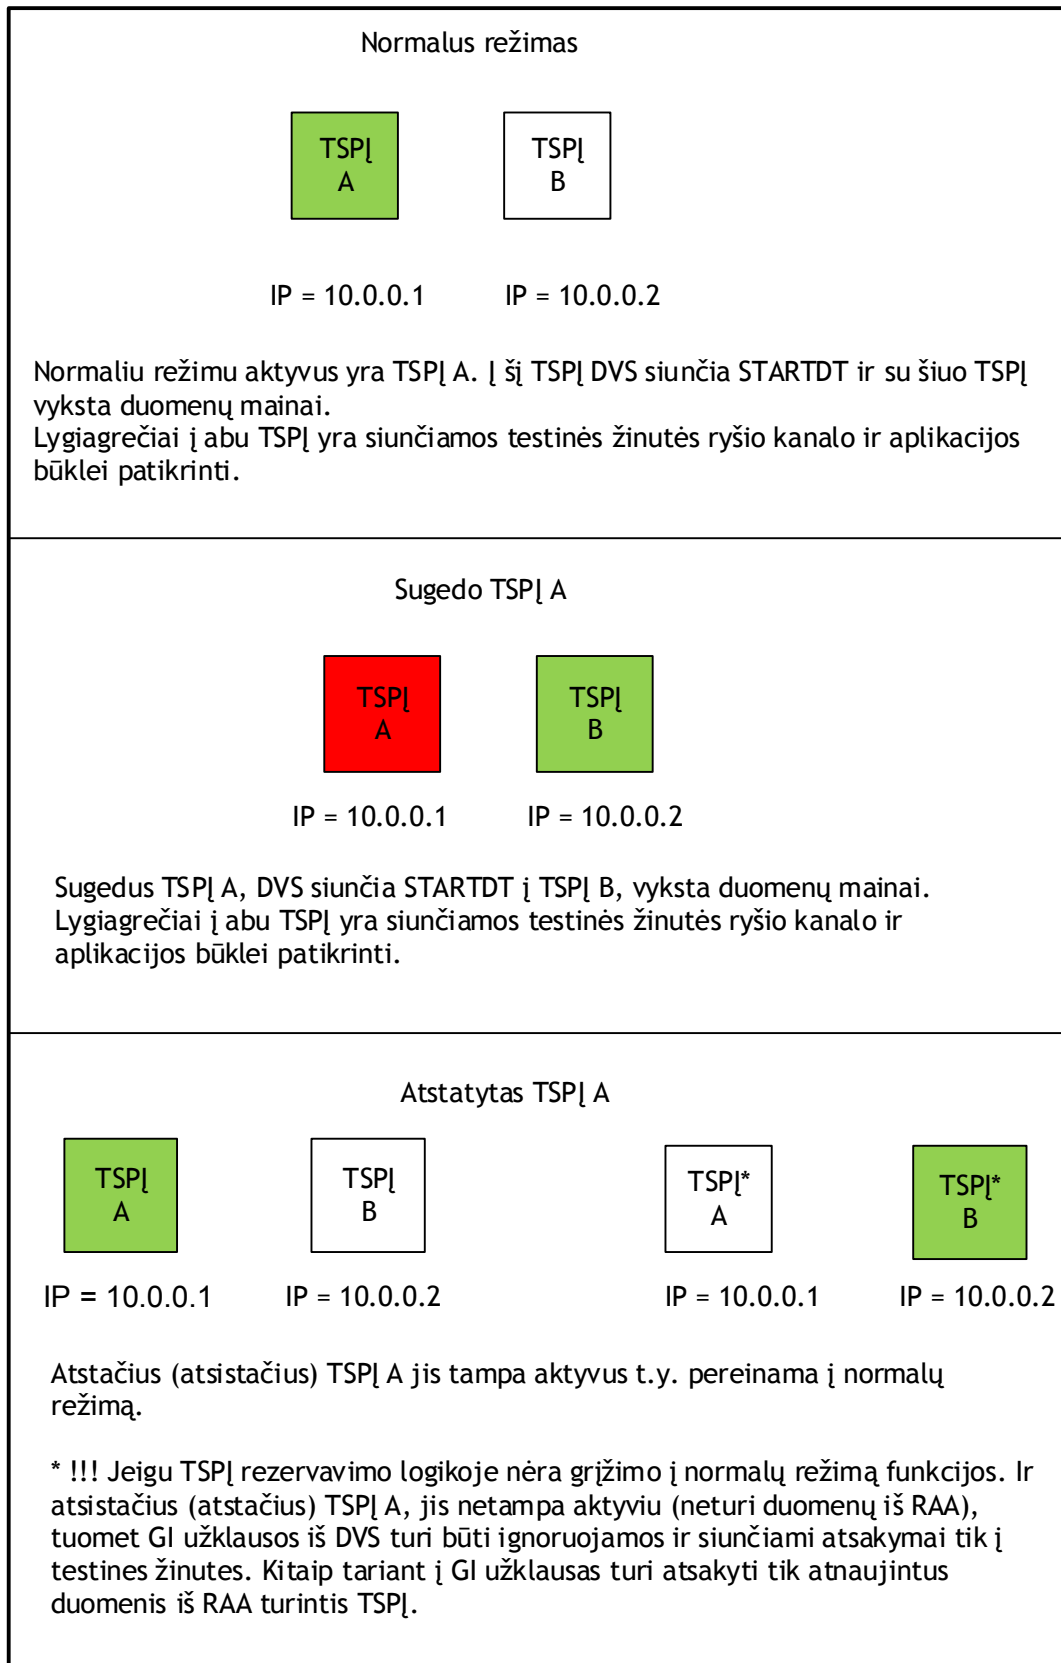 Normalus režimas
TSPĮ
A
TSPĮ
B
IP = 10.0.0.1
IP = 10.0.0.2
Normaliu režimu aktyvus yra TSPĮ A. Į šį TSPĮ DVS siunčia STARTDT ir su šiuo TSPĮ
vyksta duomenų mainai.
Lygiagrečiai į abu TSPĮ yra siunčiamos testinės žinutės ryšio kanalo ir aplikacijos
būklei patikrinti.
Sugedo TSPĮ A
TSPĮ
A
TSPĮ
B
IP = 10.0.0.1
IP = 10.0.0.2
Sugedus TSPĮ A, DVS siunčia STARTDT į TSPĮ B, vyksta duomenų mainai.
Lygiagrečiai į abu TSPĮ yra siunčiamos testinės žinutės ryšio kanalo ir
aplikacijos būklei patikrinti.
Atstatytas TSPĮ A
TSPĮ
A
TSPĮ
B
TSPĮ*
A
TSPĮ*
B
IP = 10.0.0.1
IP = 10.0.0.2
IP = 10.0.0.1
IP = 10.0.0.2
Atstačius (atsistačius) TSPĮ A jis tampa aktyvus t.y. pereinama į normalų
režimą.
* !!! Jeigu TSPĮ rezervavimo logikoje nėra grįžimo į normalų režimą funkcijos. Ir
atsistačius (atstačius) TSPĮ A, jis netampa aktyviu (neturi duomenų iš RAA),
tuomet GI užklausos iš DVS turi būti ignoruojamos ir siunčiami atsakymai tik į
testines žinutes. Kitaip tariant į GI užklausas turi atsakyti tik atnaujintus
duomenis iš RAA turintis TSPĮ.